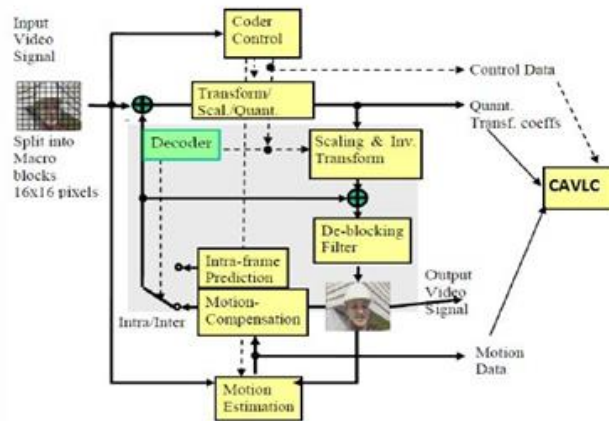 Input
Video
Signal
Coder
Control
Control Data
Transform/
Scal./Quant.
Quant.
Transf. coeffs
Split into
Macro
blocks
16x16 pixels
Decoder
Scaling & Inv.
Transform
CAVLC
De-blocking
Filter
Intra-frame
Prediction
Output
Video
Signal
Motion-
Compensation
Intra/Inter
Motion
Data
Motion
Estimation